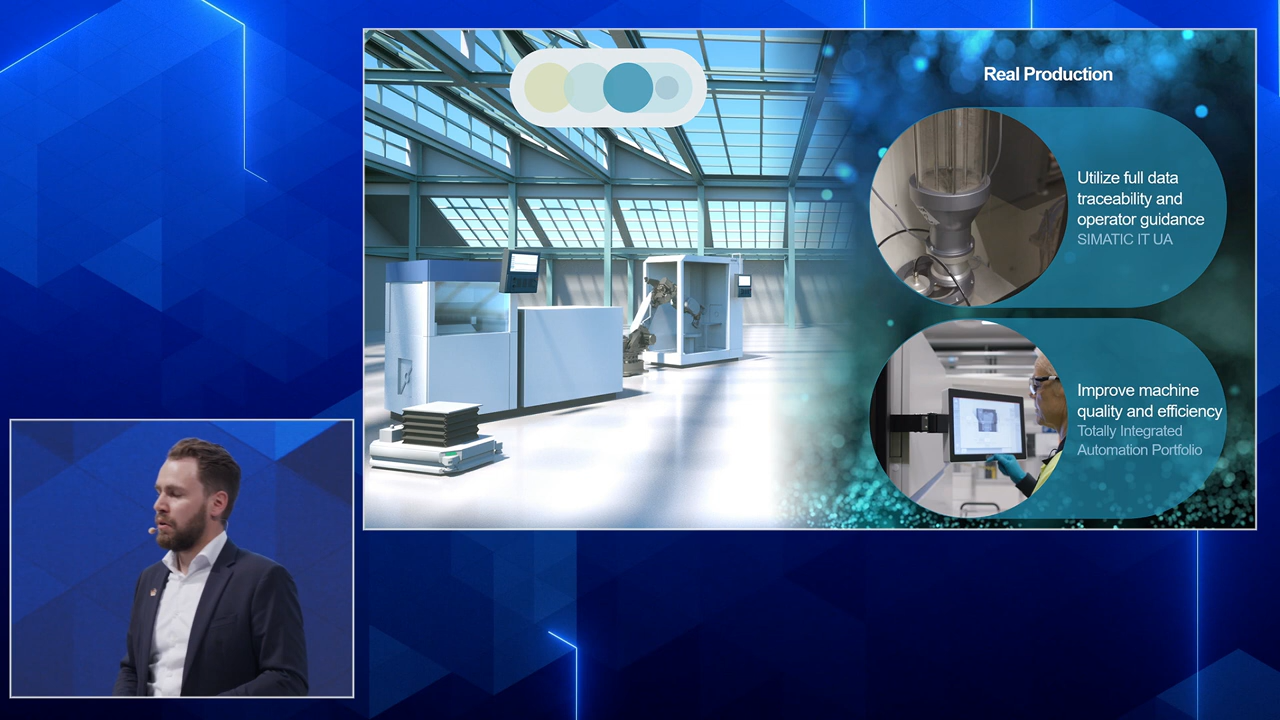 Real Production
Utilize full data
traceability and
operator guidance
SIMATIC IT UA
Improve machine
quality and efficiency
Totally Integrated
Automation Portfolio